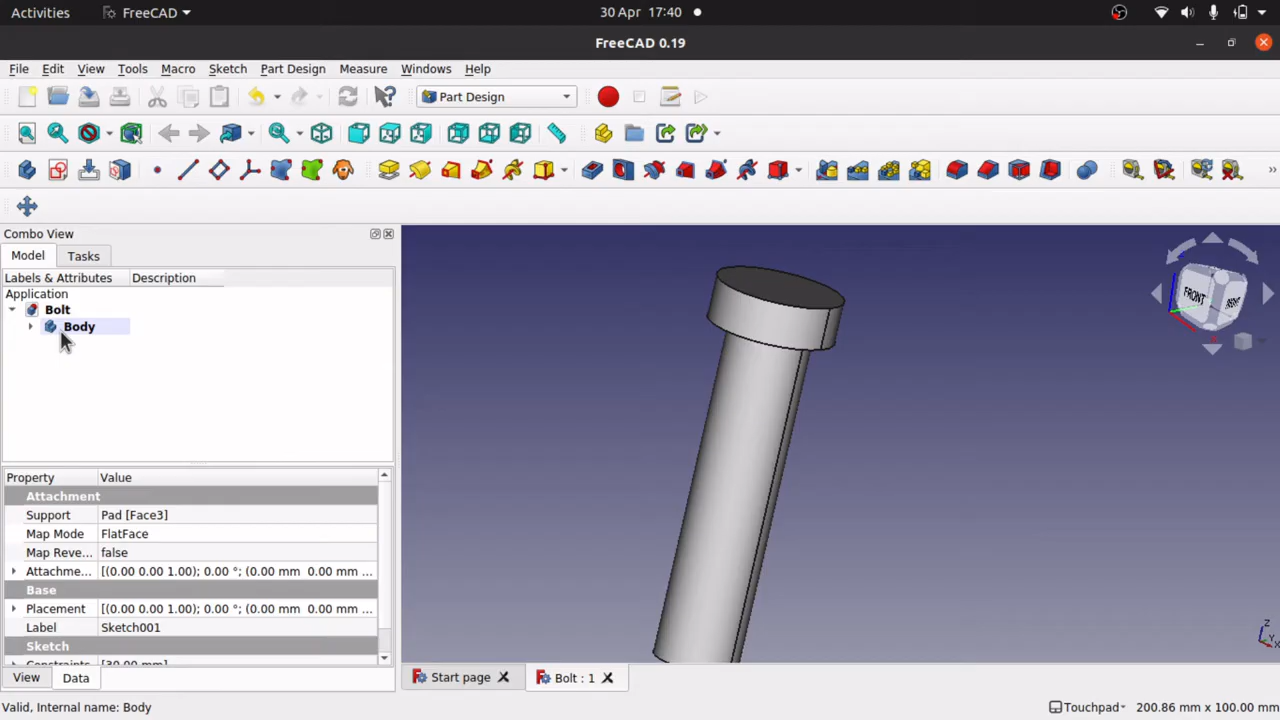 Activities FreeCAD 30 Apr 17:40
FreeCAD 0.19
File Edit View Tools Macro Sketch Part Design Measure Windows Help
Part Design
Combo View
Model Tasks
Labels & Attributes Description
Application
Bolt
Body
FRONT RIGHT
Property Value
Attachment
Support Pad [Face3]
Map Mode FlatFace
Map Reve... false
Attachme... [(0.00 0.00 1.00); 0.00 °; (0.00 mm 0.00 mm ...
Base
Placement [(0.00 0.00 1.00); 0.00 °; (0.00 mm 0.00 mm ...
Label Sketch001
Sketch
Constraints [30.00 mm]
Z
Y
X
View Data
Start page Bolt : 1
Valid, Internal name: Body Touchpad 200.86 mm x 100.00 mm